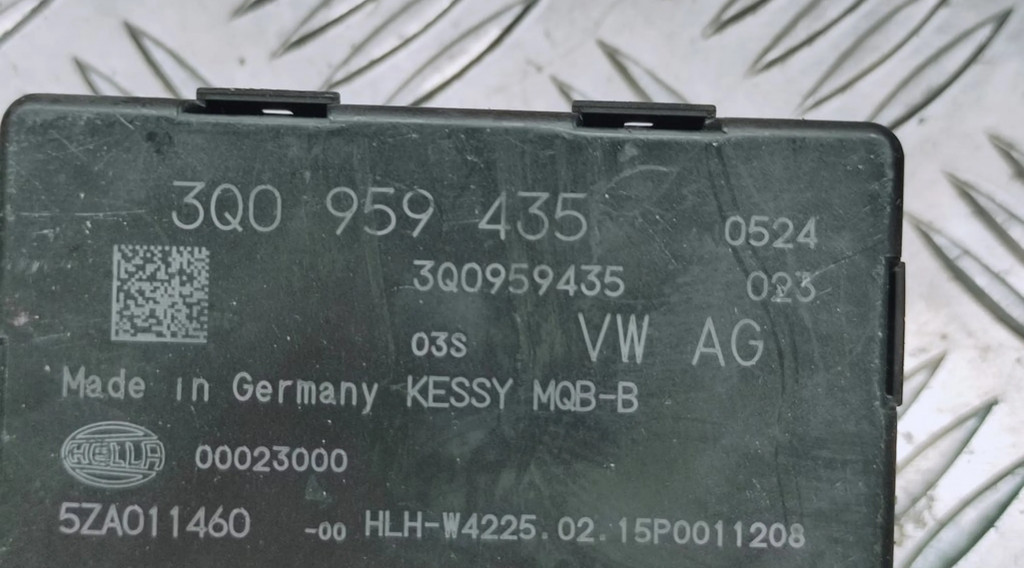 3Q0 959 435 0524
3Q0959435 023
03S VW AG
Made in Germany KESSY MQB-B
HELLA 00023000
5ZA011460 -00 HLH-W4225.02.15P0011208